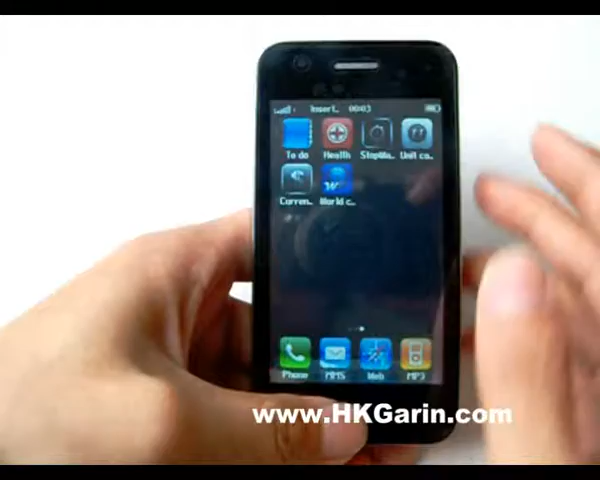 Insert.. 00:03
To do Health StopWa.. Unit co..
Curren.. World c..
Phone MMS Web MP3
www.HKGarin.com